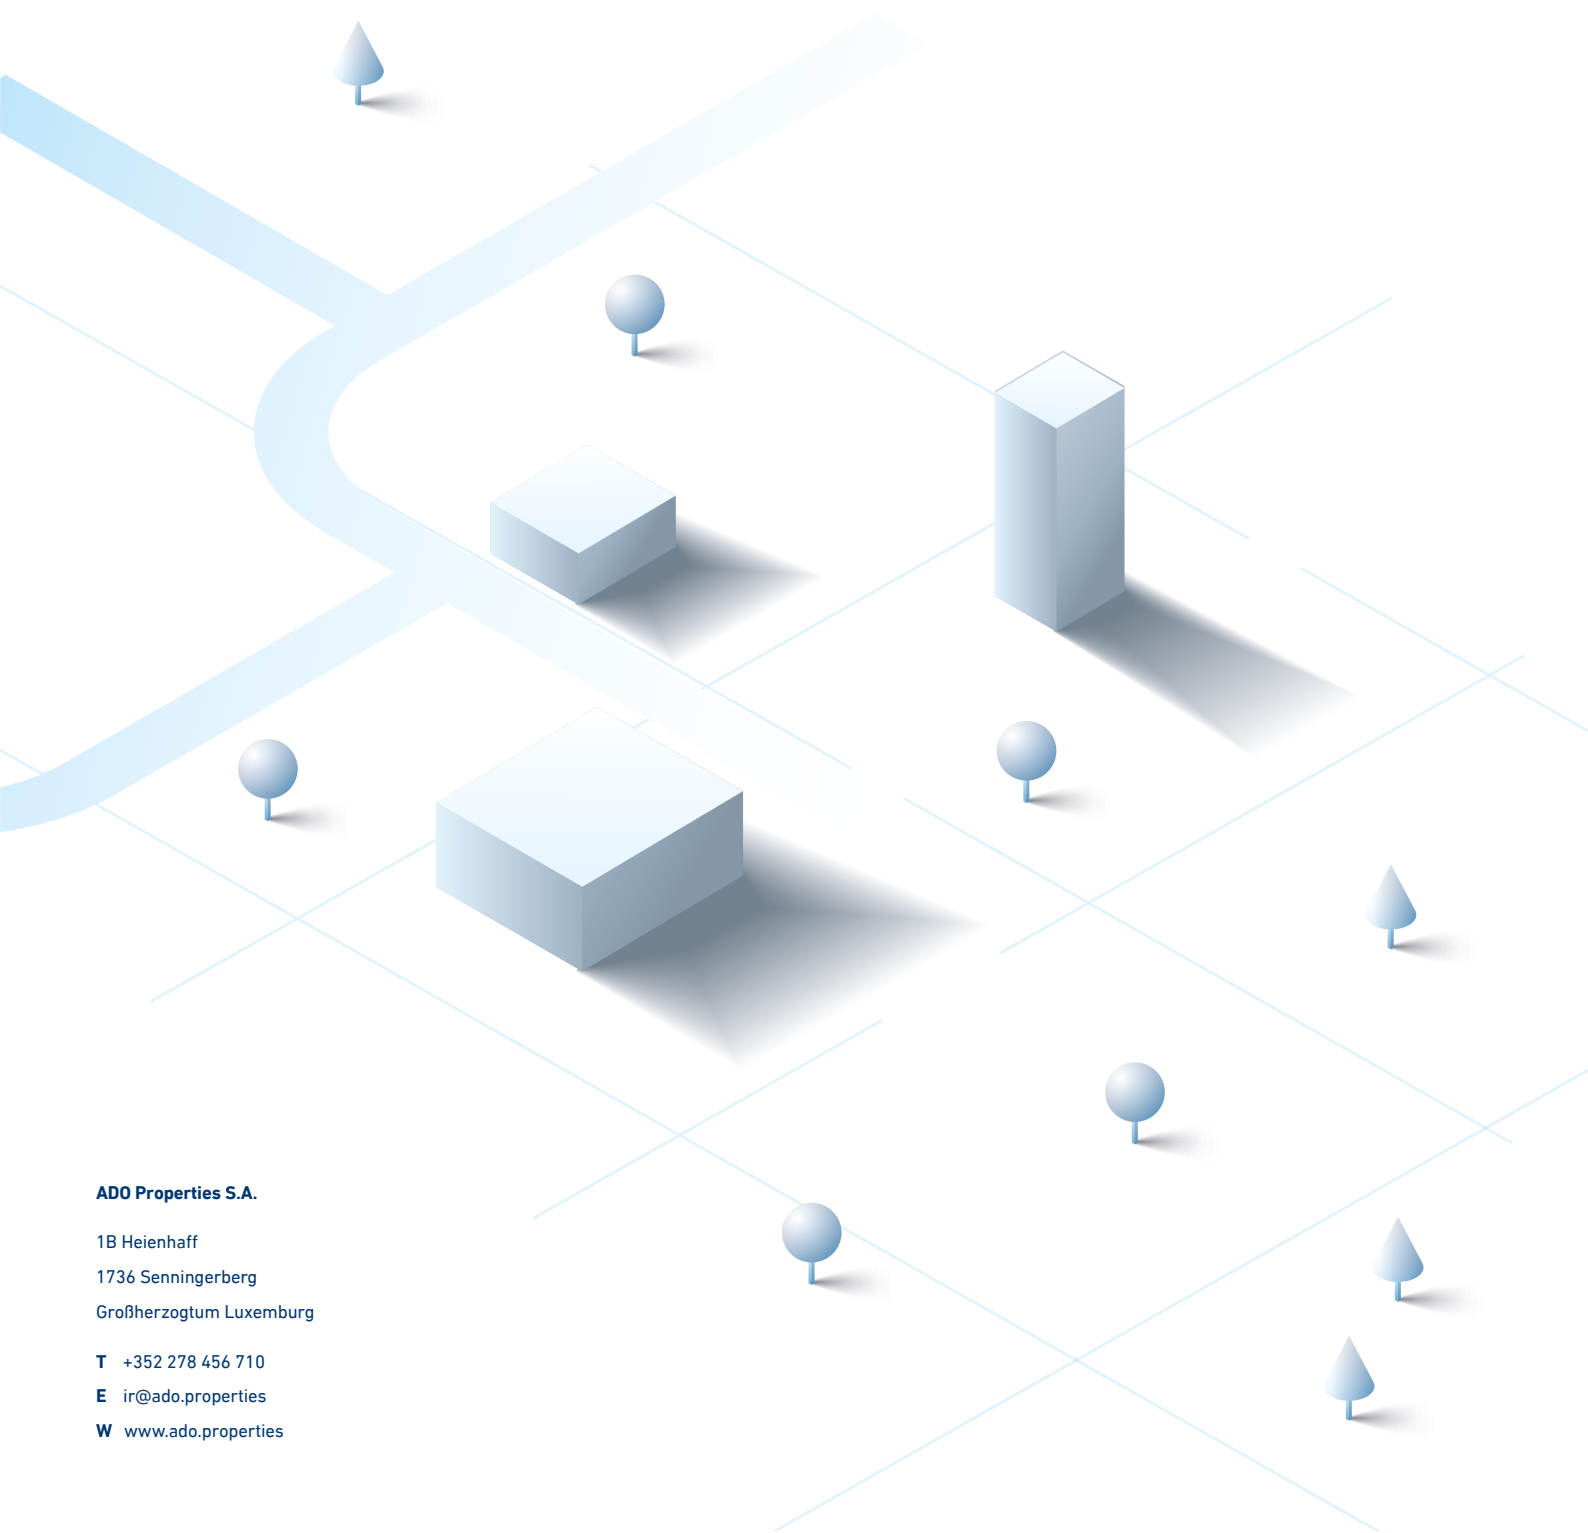 ADO Properties S.A.
1B Heienhaff
1736 Senningerberg
Großherzogtum Luxemburg
T +352 278 456 710
E ir@ado.properties
W www.ado.properties